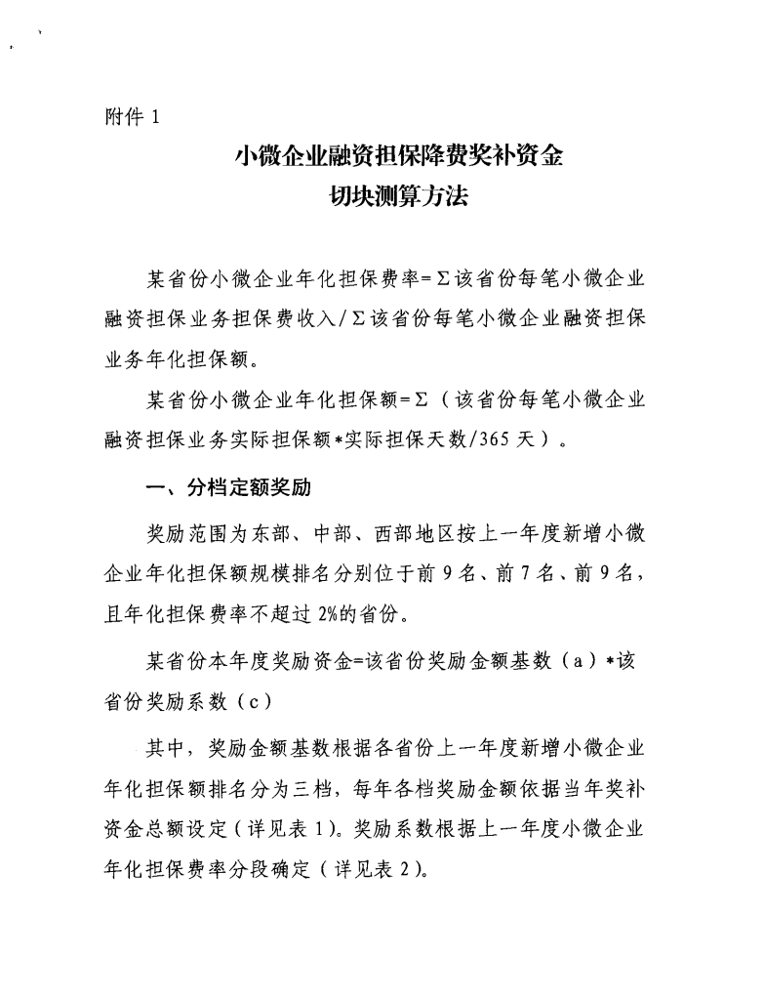 附件 1
小微企业融资担保降费奖补资金
切块测算方法
某省份小微企业年化担保费率=Σ该省份每笔小微企业
融资担保业务担保费收入/Σ该省份每笔小微企业融资担保
业务年化担保额。
某省份小微企业年化担保额=Σ（该省份每笔小微企业
融资担保业务实际担保额*实际担保天数/365 天）。
一、分档定额奖励
奖励范围为东部、中部、西部地区按上一年度新增小微
企业年化担保额规模排名分别位于前 9 名、前 7 名、前 9 名，
且年化担保费率不超过 2%的省份。
某省份本年度奖励资金=该省份奖励金额基数（a）*该
省份奖励系数（c）
其中，奖励金额基数根据各省份上一年度新增小微企业
年化担保额排名分为三档，每年各档奖励金额依据当年奖补
资金总额设定（详见表 1）。奖励系数根据上一年度小微企业
年化担保费率分段确定（详见表 2）。